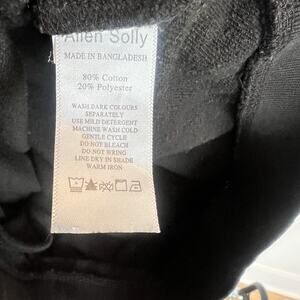 Allen Solly
MADE IN BANGLADESH
80% Cotton
20% Polyester
WASH DARK COLOURS
SEPARATELY
USE MILD DETERGENT
MACHINE WASH COLD
GENTLE CYCLE
DO NOT BLEACH
DO NOT WRING
LINE DRY IN SHADE
WARM IRON